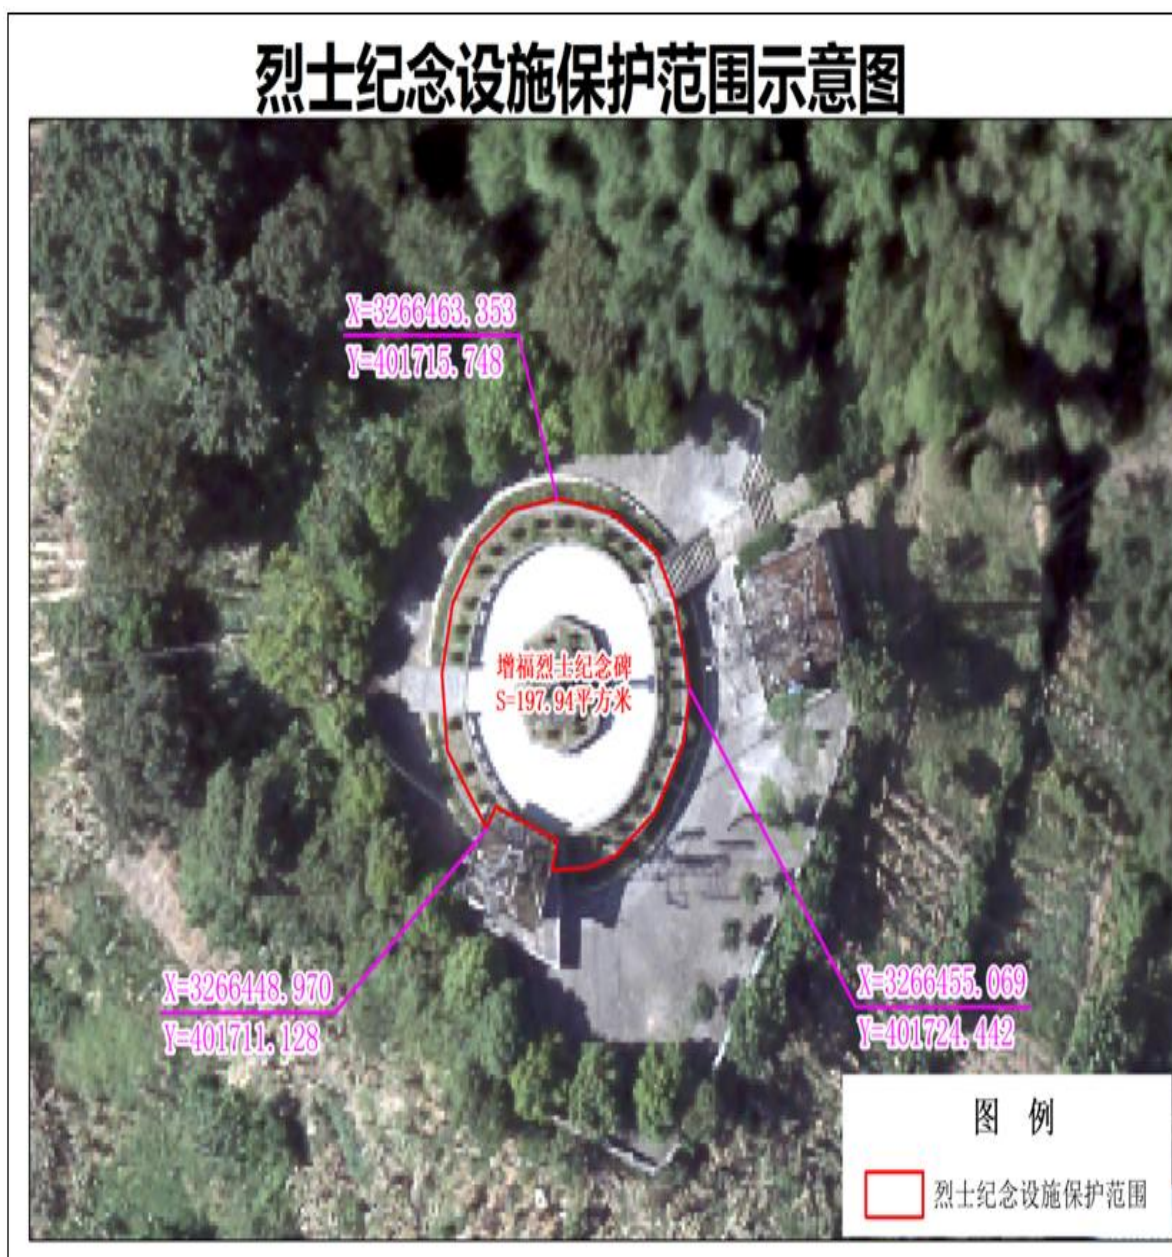 烈士纪念设施保护范围示意图
X=3266463.353
Y=401715.748
增福烈士纪念碑
S=197.94平方米
X=3266448.970
Y=401711.128
X=3266455.069
Y=401724.442
图 例
烈士纪念设施保护范围